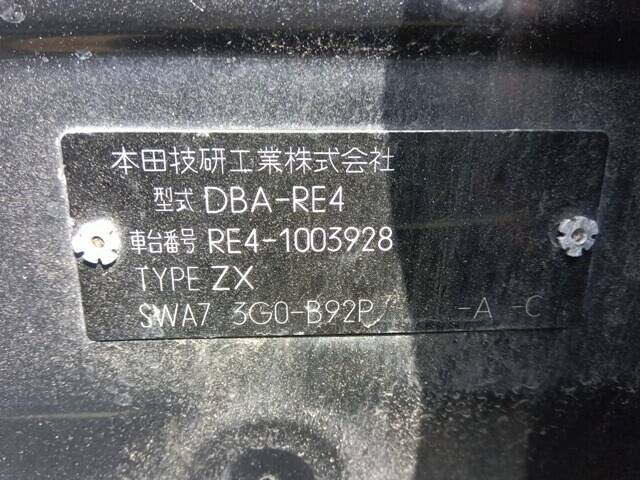 本田技研工業株式会社
型式 DBA-RE4
車台番号 RE4-1003928
TYPE ZX
SWA7 3G0-B92P -A -C